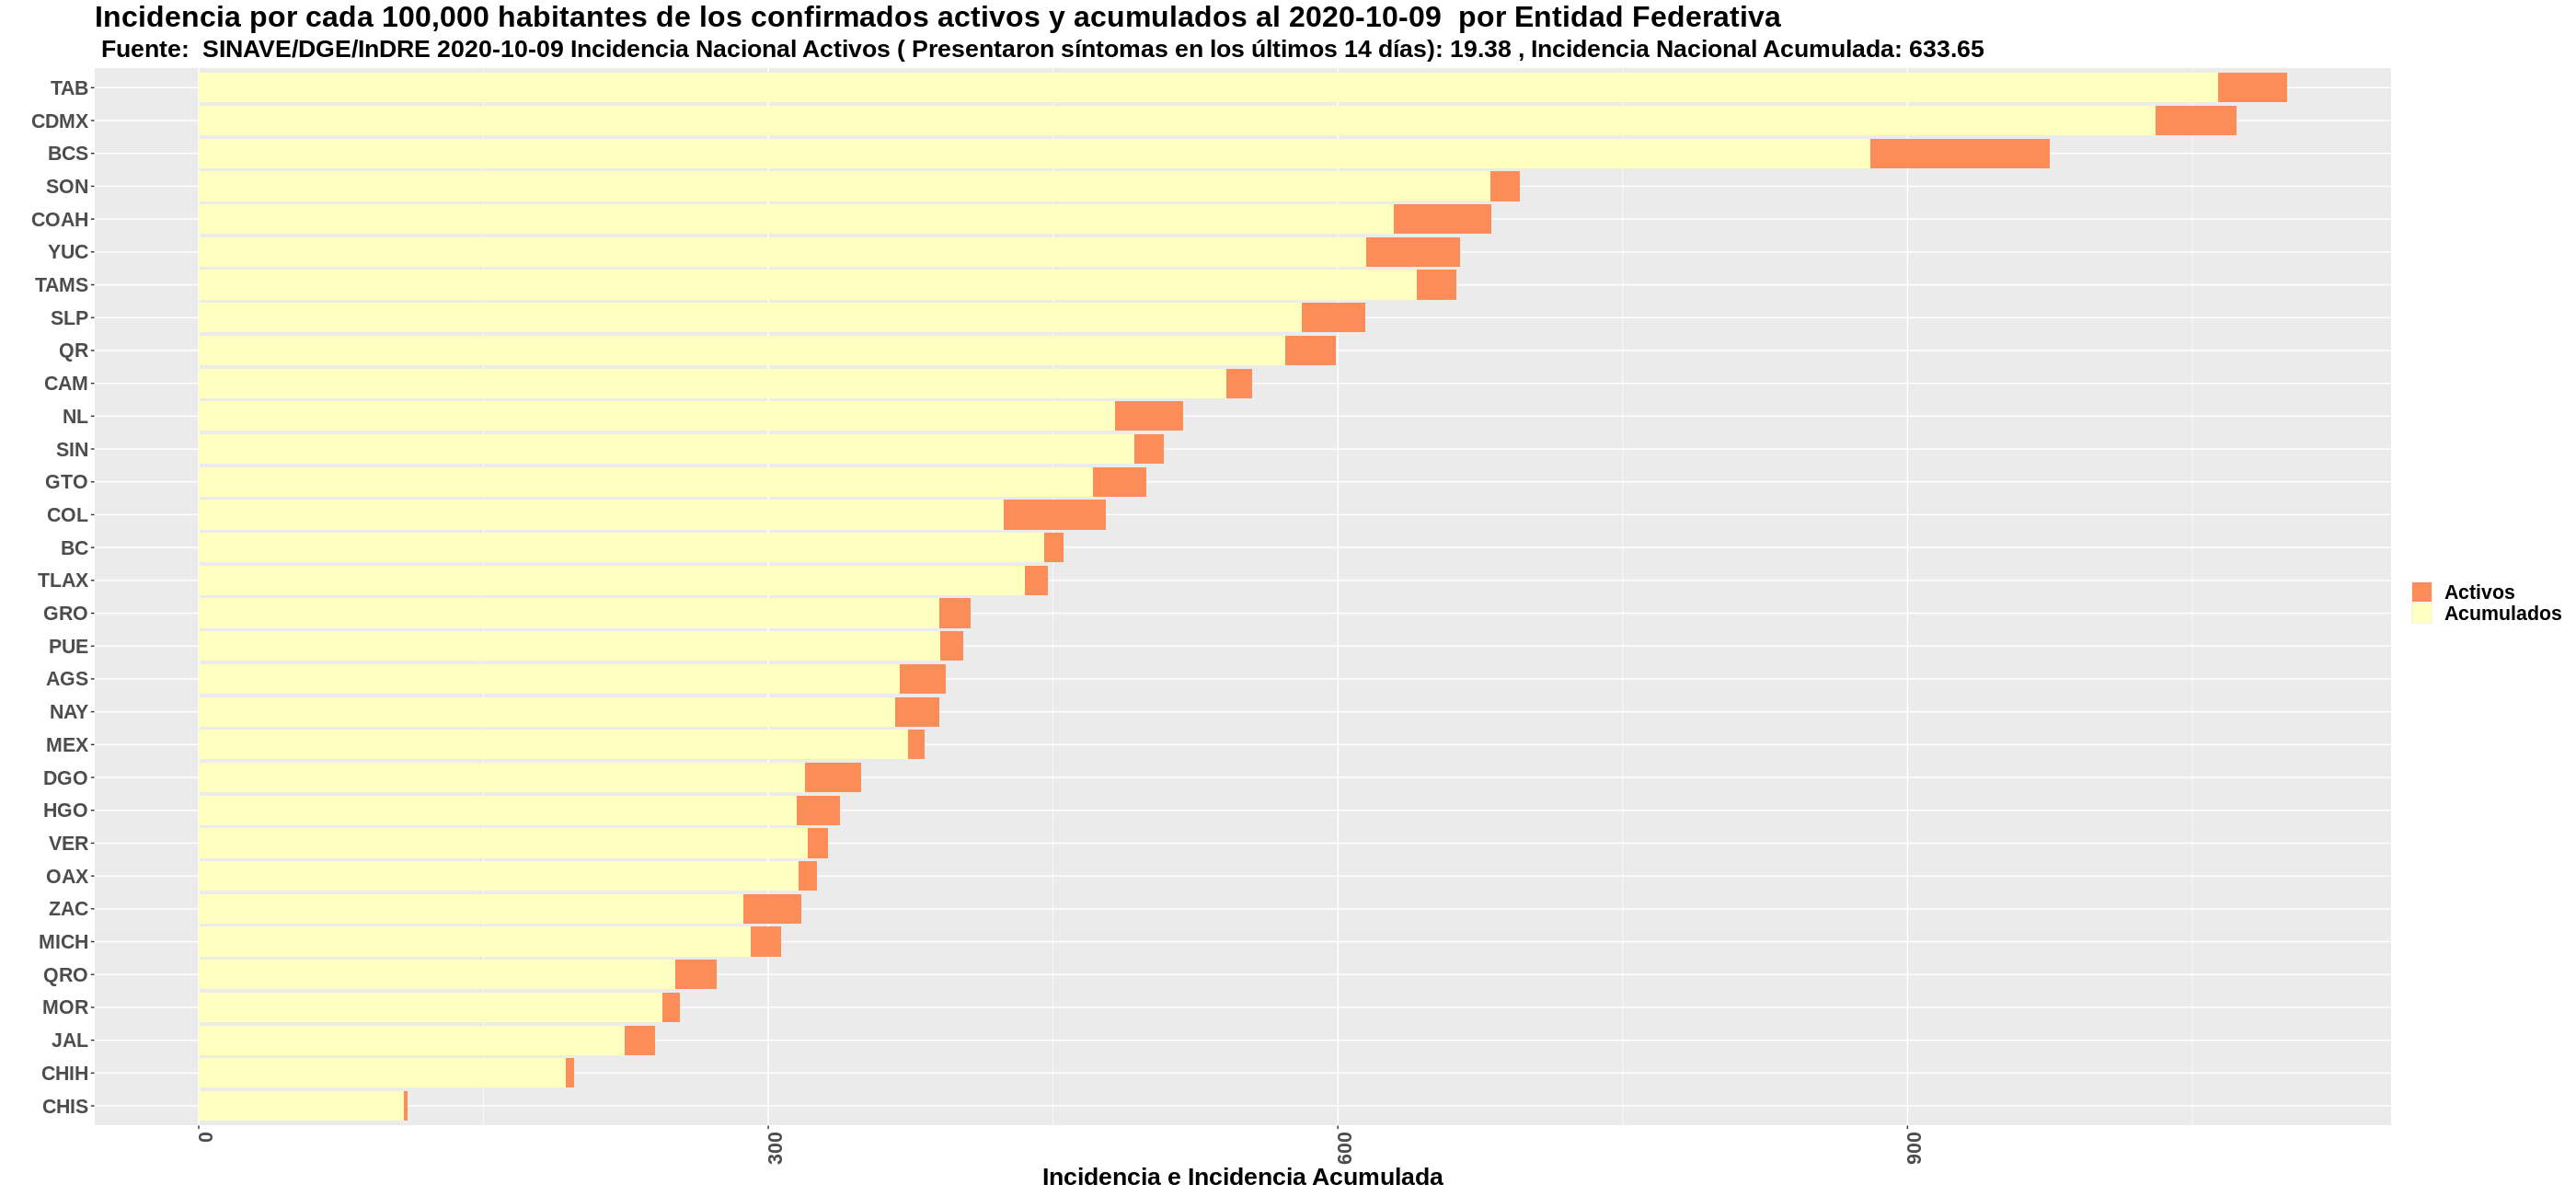 Incidencia por cada 100,000 habitantes de los confirmados activos y acumulados al 2020-10-09  por Entidad Federativa
Fuente:  SINAVE/DGE/InDRE 2020-10-09 Incidencia Nacional Activos ( Presentaron síntomas en los últimos 14 días): 19.38 , Incidencia Nacional Acumulada: 633.65
TAB
CDMX
BCS
SON
COAH
YUC
TAMS
SLP
QR
CAM
NL
SIN
GTO
COL
BC
TLAX
GRO
PUE
AGS
NAY
MEX
DGO
HGO
VER
OAX
ZAC
MICH
QRO
MOR
JAL
CHIH
CHIS
0
300
600
900
Incidencia e Incidencia Acumulada
Activos
Acumulados